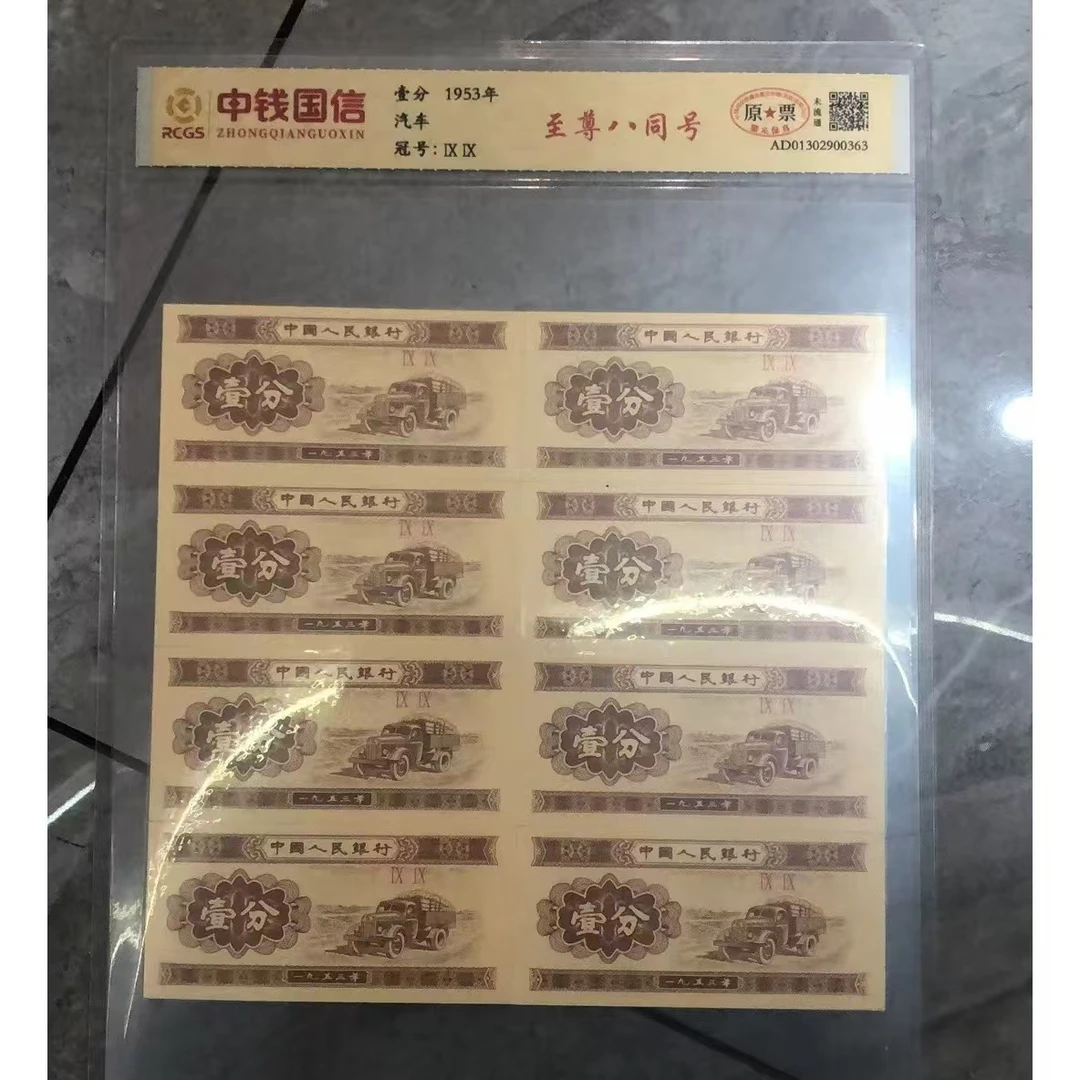 中钱国信
RCGS
ZHONGQIANGUOXIN
壹分 1953年
汽车
冠号：IX IX
至尊八同号
原★票
未流通
AD01302900363
中國人民銀行
IX IX
壹分
一九五三年
中國人民銀行
IX IX
壹分
一九五三年
中國人民銀行
IX IX
壹分
一九五三年
中國人民銀行
IX IX
壹分
一九五三年
中國人民銀行
IX IX
壹分
一九五三年
中國人民銀行
IX IX
壹分
一九五三年
中國人民銀行
IX IX
壹分
一九五三年
中國人民銀行
IX IX
壹分
一九五三年